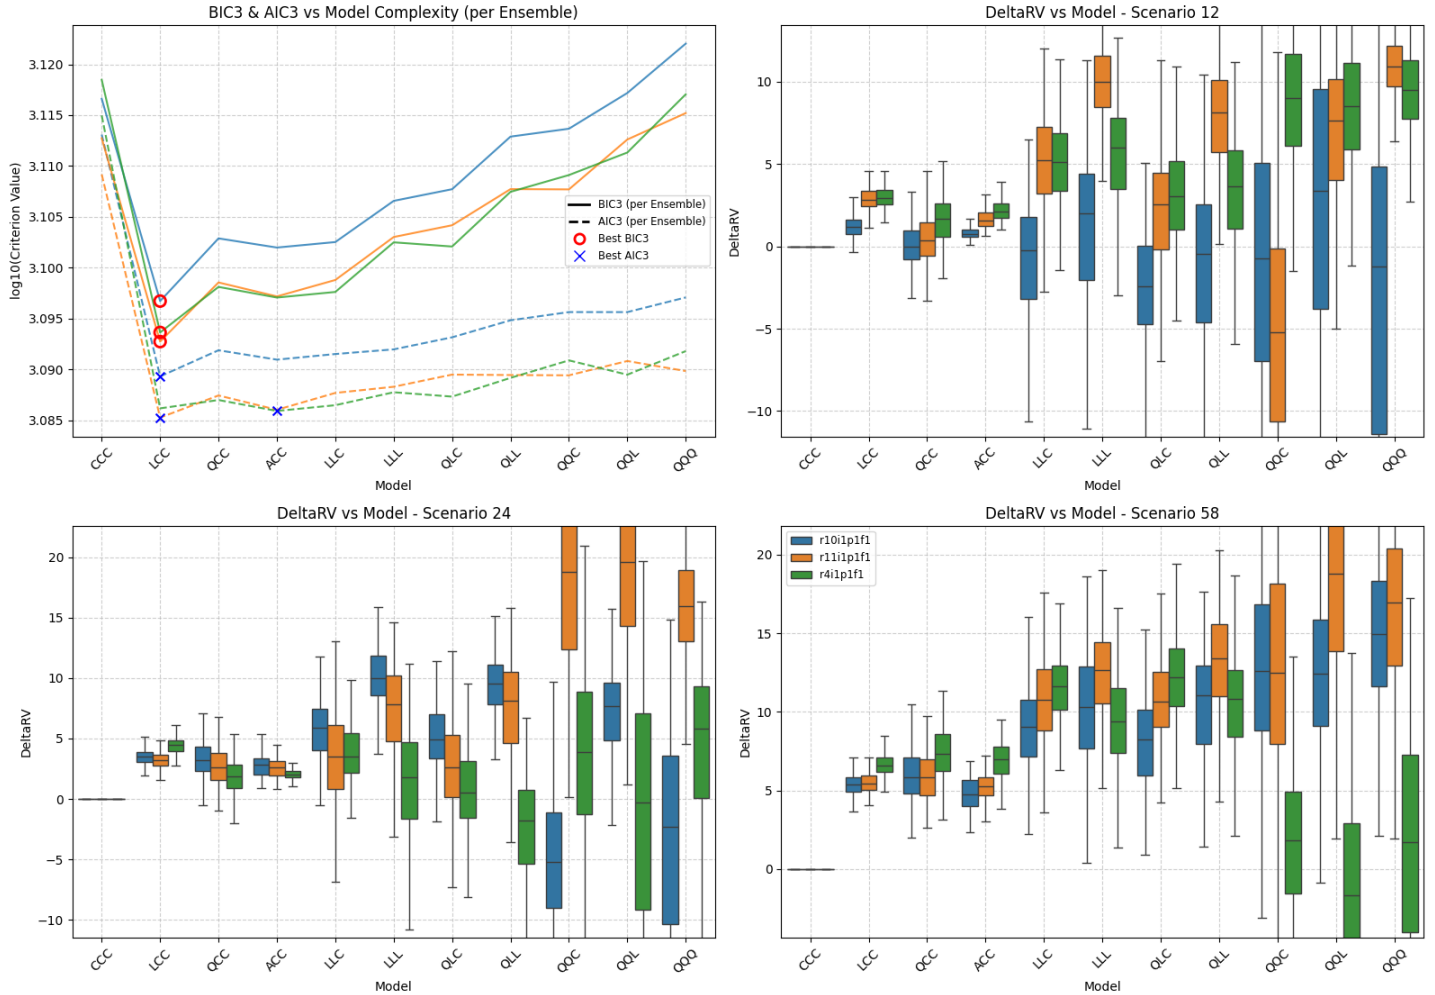 BIC3 & AIC3 vs Model Complexity (per Ensemble)
log10(Criterion Value)
3.120
3.115
3.110
3.105
3.100
3.095
3.090
3.085
BIC3 (per Ensemble)
AIC3 (per Ensemble)
Best BIC3
Best AIC3
CCC LCC QCC ACC LLC LLL QLC QLL QQC QQL QQQ
Model
DeltaRV vs Model - Scenario 12
DeltaRV
10
5
0
−5
−10
CCC LCC QCC ACC LLC LLL QLC QLL QQC QQL QQQ
Model
DeltaRV vs Model - Scenario 24
DeltaRV
20
15
10
5
0
−5
−10
CCC LCC QCC ACC LLC LLL QLC QLL QQC QQL QQQ
Model
DeltaRV vs Model - Scenario 58
DeltaRV
20
15
10
5
0
r10i1p1f1
r11i1p1f1
r4i1p1f1
CCC LCC QCC ACC LLC LLL QLC QLL QQC QQL QQQ
Model